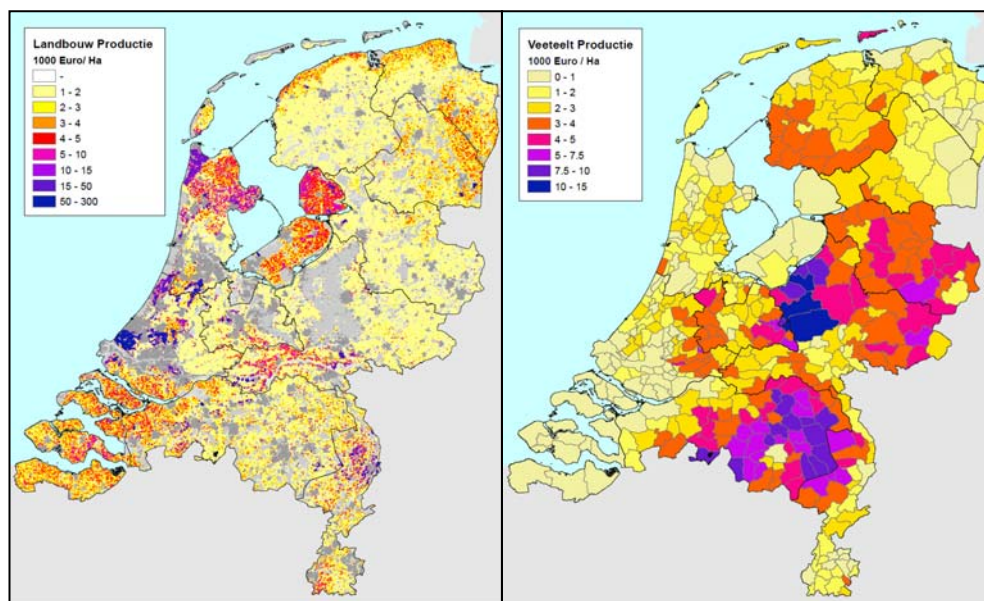 Landbouw Productie
1000 Euro/ Ha
-
1 - 2
2 - 3
3 - 4
4 - 5
5 - 10
10 - 15
15 - 50
50 - 300
Veeteelt Productie
1000 Euro / Ha
0 - 1
1 - 2
2 - 3
3 - 4
4 - 5
5 - 7.5
7.5 - 10
10 - 15